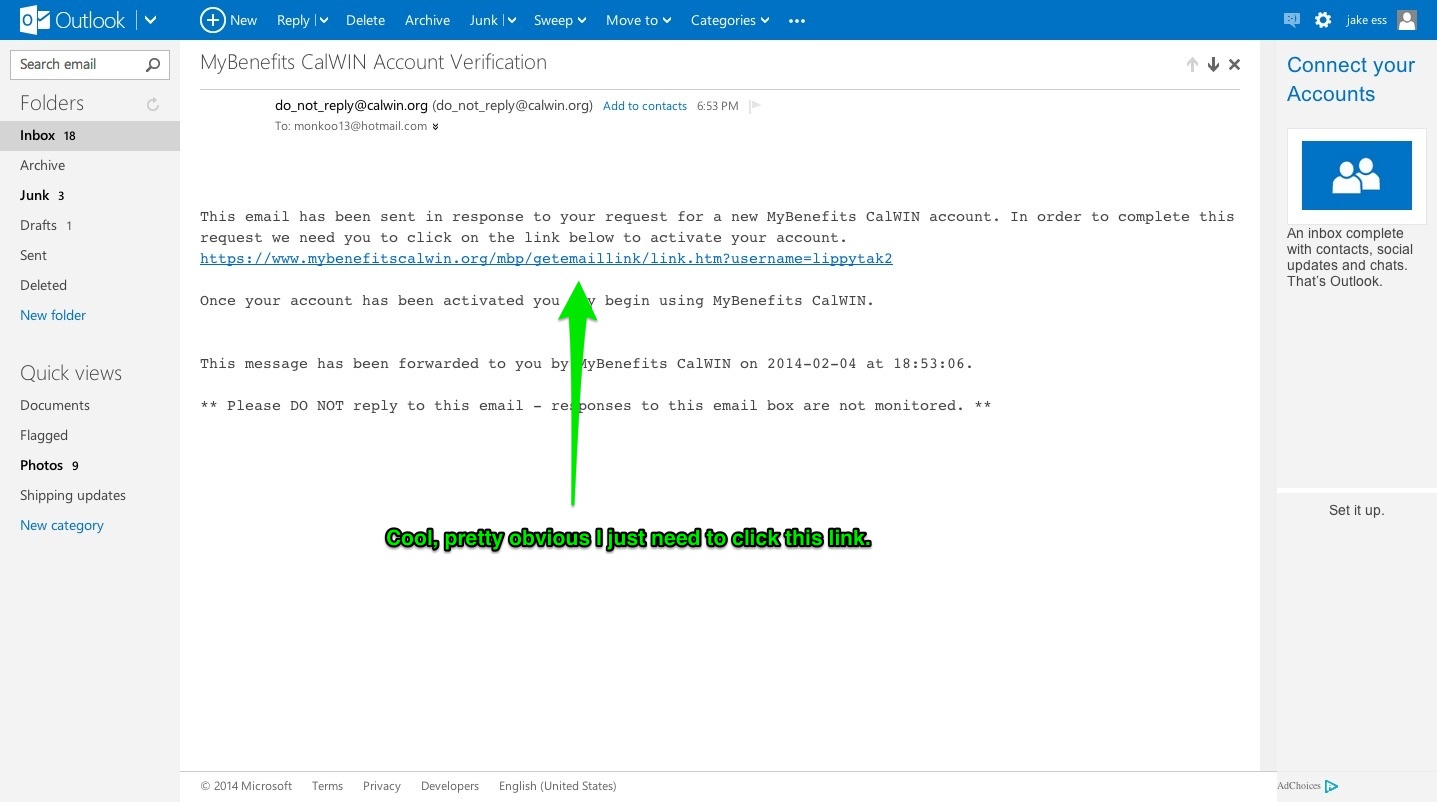 Outlook
New Reply Delete Archive Junk Sweep Move to Categories ••• jake ess
Search email
Folders
Inbox 18
Archive
Junk 3
Drafts 1
Sent
Deleted
New folder
Quick views
Documents
Flagged
Photos 9
Shipping updates
New category
MyBenefits CalWIN Account Verification
do_not_reply@calwin.org (do_not_reply@calwin.org) Add to contacts 6:53 PM
To: monkoo13@hotmail.com
This email has been sent in response to your request for a new MyBenefits CalWIN account. In order to complete this
request we need you to click on the link below to activate your account.
https://www.mybenefitscalwin.org/mbp/getemaillink/link.htm?username=lippytak2
Once your account has been activated you may begin using MyBenefits CalWIN.
This message has been forwarded to you by MyBenefits CalWIN on 2014-02-04 at 18:53:06.
** Please DO NOT reply to this email - responses to this email box are not monitored. **
Cool, pretty obvious I just need to click this link.
Connect your
Accounts
An inbox complete
with contacts, social
updates and chats.
That's Outlook.
Set it up.
© 2014 Microsoft Terms Privacy Developers English (United States)
AdChoices